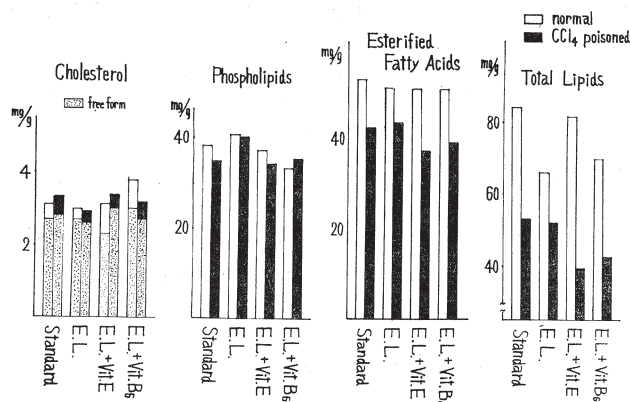 normal
CCl4 poisoned
Cholesterol
free form
mg/g
4
2
Standard
E.L.
E.L.+Vit.E
E.L.+Vit.B6
Phospholipids
mg/g
40
20
Standard
E.L.
E.L.+Vit.E
E.L.+Vit.B6
Esterified
Fatty Acids
mg/g
40
20
Standard
E.L.
E.L.+Vit.E
E.L.+Vit.B6
Total Lipids
mg/g
80
60
40
Standard
E.L.
E.L.+Vit.E
E.L.+Vit.B6